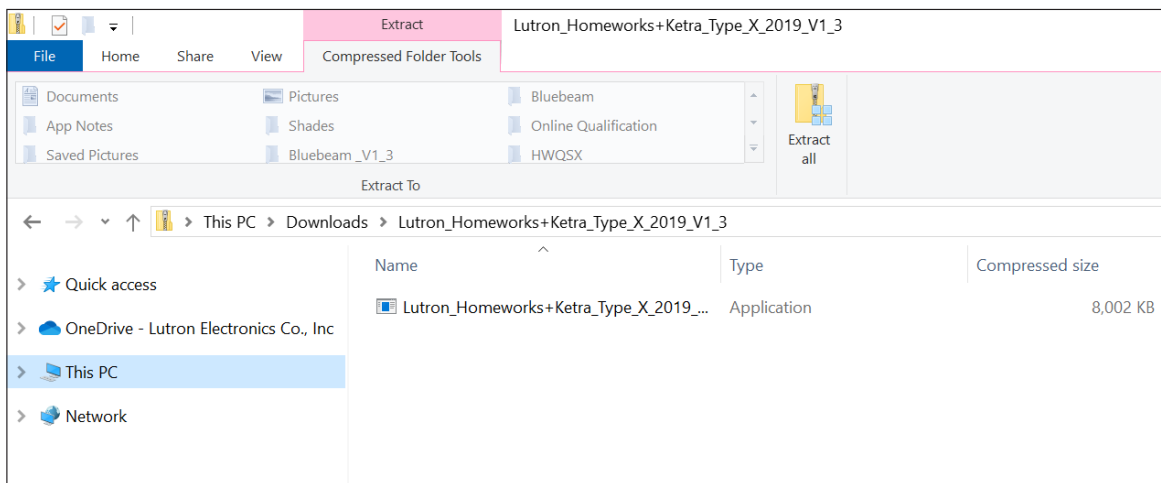 Extract Lutron_Homeworks+Ketra_Type_X_2019_V1_3
File Home Share View Compressed Folder Tools
Documents Pictures Bluebeam
App Notes Shades Online Qualification
Saved Pictures Bluebeam _V1_3 HWQSX
Extract all
Extract To
This PC Downloads Lutron_Homeworks+Ketra_Type_X_2019_V1_3
Name Type Compressed size
Quick access
Lutron_Homeworks+Ketra_Type_X_2019_... Application 8,002 KB
OneDrive - Lutron Electronics Co., Inc
This PC
Network